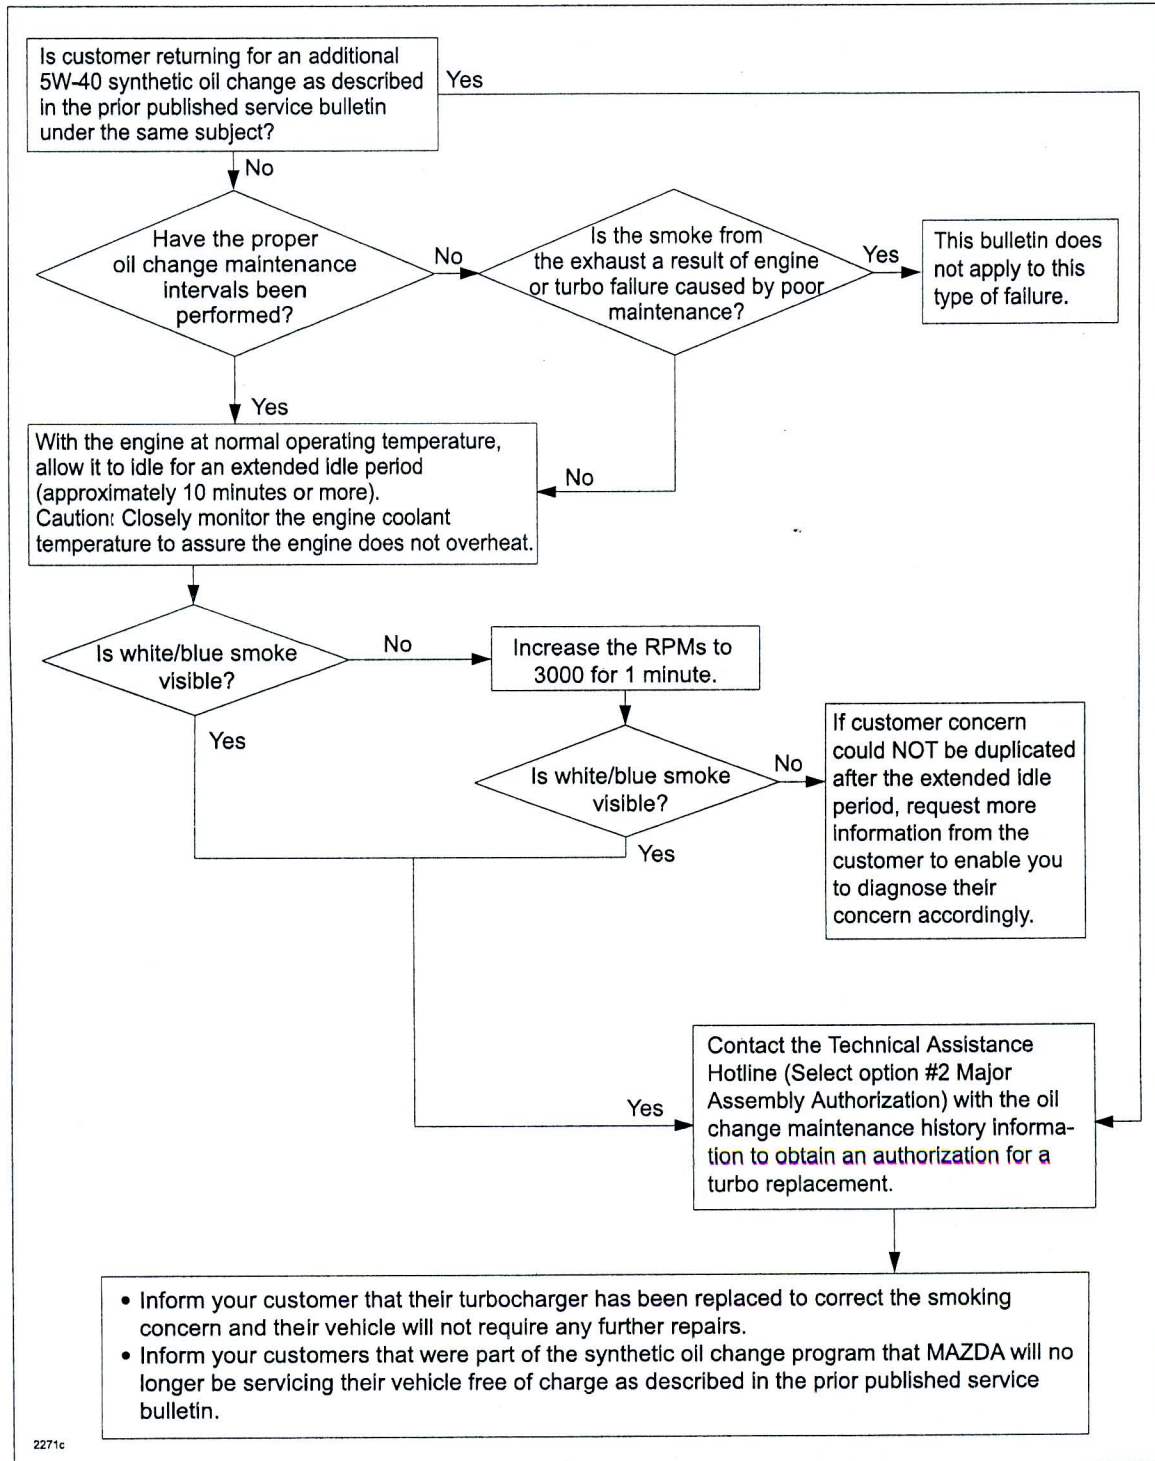 Is customer returning for an additional
5W-40 synthetic oil change as described
in the prior published service bulletin
under the same subject?
Yes
No
Have the proper
oil change maintenance
intervals been
performed?
No
Is the smoke from
the exhaust a result of engine
or turbo failure caused by poor
maintenance?
Yes
This bulletin does
not apply to this
type of failure.
Yes
With the engine at normal operating temperature,
allow it to idle for an extended idle period
(approximately 10 minutes or more).
Caution: Closely monitor the engine coolant
temperature to assure the engine does not overheat.
No
Is white/blue smoke
visible?
No
Increase the RPMs to
3000 for 1 minute.
Yes
Is white/blue smoke
visible?
No
If customer concern
could NOT be duplicated
after the extended idle
period, request more
information from the
customer to enable you
to diagnose their
concern accordingly.
Yes
Yes
Contact the Technical Assistance
Hotline (Select option #2 Major
Assembly Authorization) with the oil
change maintenance history informa-
tion to obtain an authorization for a
turbo replacement.
• Inform your customer that their turbocharger has been replaced to correct the smoking
concern and their vehicle will not require any further repairs.
• Inform your customers that were part of the synthetic oil change program that MAZDA will no
longer be servicing their vehicle free of charge as described in the prior published service
bulletin.
2271c